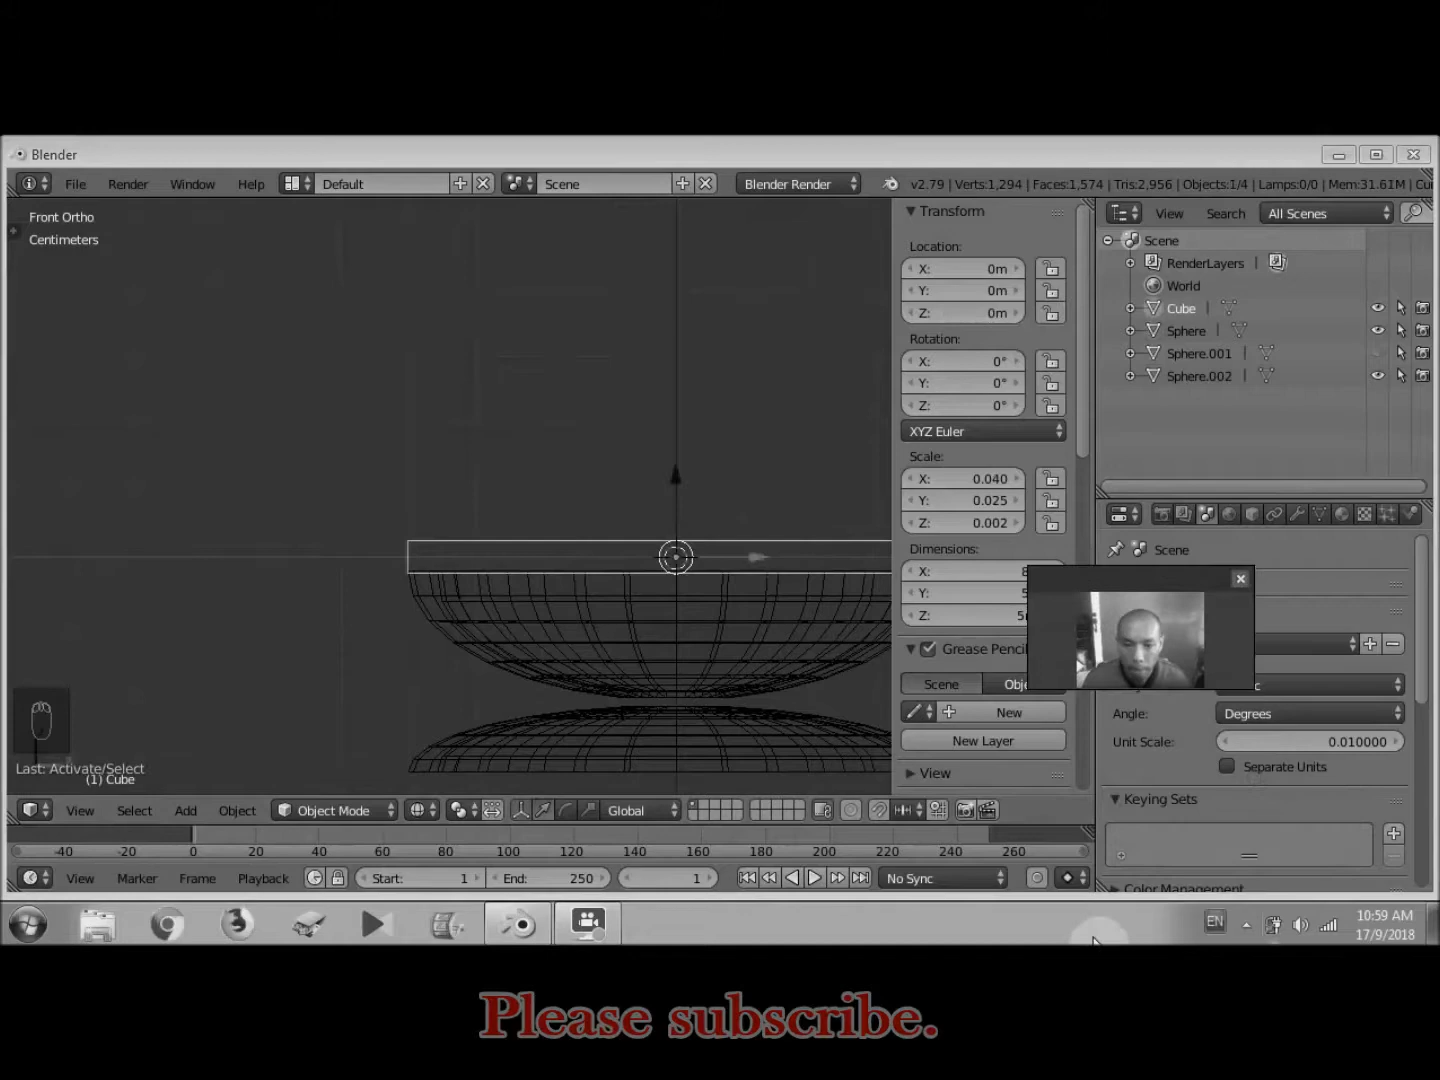 Blender
File Render Window Help Default Scene Blender Render v2.79 | Verts:1,294 | Faces:1,574 | Tris:2,956 | Objects:1/4 | Lamps:0/0 | Mem:31.61M | Cu
Front Ortho
Centimeters
Last: Activate/Select
(1) Cube
Transform
Location:
X: 0m
Y: 0m
Z: 0m
Rotation:
X: 0°
Y: 0°
Z: 0°
XYZ Euler
Scale:
X: 0.040
Y: 0.025
Z: 0.002
Dimensions:
X: 8
Y: 5
Z: 5
Grease Pencil
Scene Obj
New
New Layer
View
View Search All Scenes
Scene
RenderLayers |
World
Cube |
Sphere |
Sphere.001 |
Sphere.002 |
Scene
Angle: Degrees
Unit Scale: 0.010000
Separate Units
Keying Sets
Color Management
View Select Add Object Object Mode Global
-40 -20 0 20 40 60 80 100 120 140 160 180 200 220 240 260
View Marker Frame Playback Start: 1 End: 250 1 No Sync
EN 10:59 AM
17/9/2018
Please subscribe.